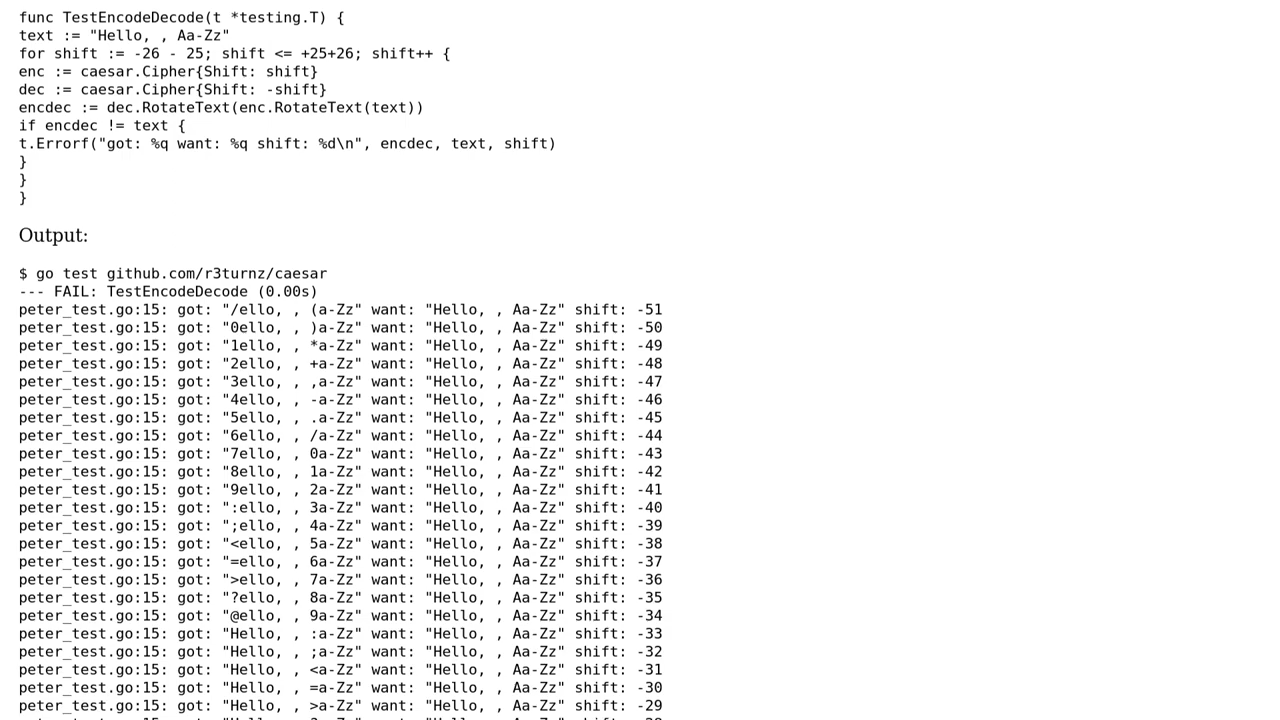 func TestEncodeDecode(t *testing.T) {
text := "Hello, , Aa-Zz"
for shift := -26 - 25; shift <= +25+26; shift++ {
enc := caesar.Cipher{Shift: shift}
dec := caesar.Cipher{Shift: -shift}
encdec := dec.RotateText(enc.RotateText(text))
if encdec != text {
t.Errorf("got: %q want: %q shift: %d\n", encdec, text, shift)
}
}
}
Output:
$ go test github.com/r3turnz/caesar
--- FAIL: TestEncodeDecode (0.00s)
peter_test.go:15: got: "/ello, , (a-Zz" want: "Hello, , Aa-Zz" shift: -51
peter_test.go:15: got: "0ello, , )a-Zz" want: "Hello, , Aa-Zz" shift: -50
peter_test.go:15: got: "1ello, , *a-Zz" want: "Hello, , Aa-Zz" shift: -49
peter_test.go:15: got: "2ello, , +a-Zz" want: "Hello, , Aa-Zz" shift: -48
peter_test.go:15: got: "3ello, , ,a-Zz" want: "Hello, , Aa-Zz" shift: -47
peter_test.go:15: got: "4ello, , -a-Zz" want: "Hello, , Aa-Zz" shift: -46
peter_test.go:15: got: "5ello, , .a-Zz" want: "Hello, , Aa-Zz" shift: -45
peter_test.go:15: got: "6ello, , /a-Zz" want: "Hello, , Aa-Zz" shift: -44
peter_test.go:15: got: "7ello, , 0a-Zz" want: "Hello, , Aa-Zz" shift: -43
peter_test.go:15: got: "8ello, , 1a-Zz" want: "Hello, , Aa-Zz" shift: -42
peter_test.go:15: got: "9ello, , 2a-Zz" want: "Hello, , Aa-Zz" shift: -41
peter_test.go:15: got: ":ello, , 3a-Zz" want: "Hello, , Aa-Zz" shift: -40
peter_test.go:15: got: ";ello, , 4a-Zz" want: "Hello, , Aa-Zz" shift: -39
peter_test.go:15: got: "<ello, , 5a-Zz" want: "Hello, , Aa-Zz" shift: -38
peter_test.go:15: got: "=ello, , 6a-Zz" want: "Hello, , Aa-Zz" shift: -37
peter_test.go:15: got: ">ello, , 7a-Zz" want: "Hello, , Aa-Zz" shift: -36
peter_test.go:15: got: "?ello, , 8a-Zz" want: "Hello, , Aa-Zz" shift: -35
peter_test.go:15: got: "@ello, , 9a-Zz" want: "Hello, , Aa-Zz" shift: -34
peter_test.go:15: got: "Hello, , :a-Zz" want: "Hello, , Aa-Zz" shift: -33
peter_test.go:15: got: "Hello, , ;a-Zz" want: "Hello, , Aa-Zz" shift: -32
peter_test.go:15: got: "Hello, , <a-Zz" want: "Hello, , Aa-Zz" shift: -31
peter_test.go:15: got: "Hello, , =a-Zz" want: "Hello, , Aa-Zz" shift: -30
peter_test.go:15: got: "Hello, , >a-Zz" want: "Hello, , Aa-Zz" shift: -29